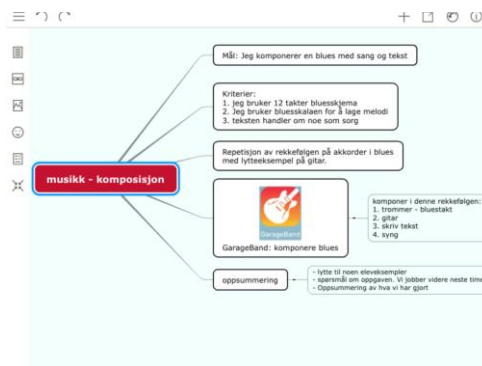 Mål: Jeg komponerer en blues med sang og tekst
Kriterier:
1. jeg bruker 12 takter bluesskjema
2. Jeg bruker bluesskalaen for å lage melodi
3. teksten handler om noe som sorg
Repetisjon av rekkefølgen på akkorder i blues
med lytteeksempel på gitar.
musikk - komposisjon
GarageBand
GarageBand: komponere blues
komponer i denne rekkefølgen:
1. trommer - bluestakt
2. gitar
3. skriv tekst
4. syng
oppsummering
- lytte til noen eleveksempler
- spørsmål om oppgaven. Vi jobber videre neste time
- Oppsummering av hva vi har gjort